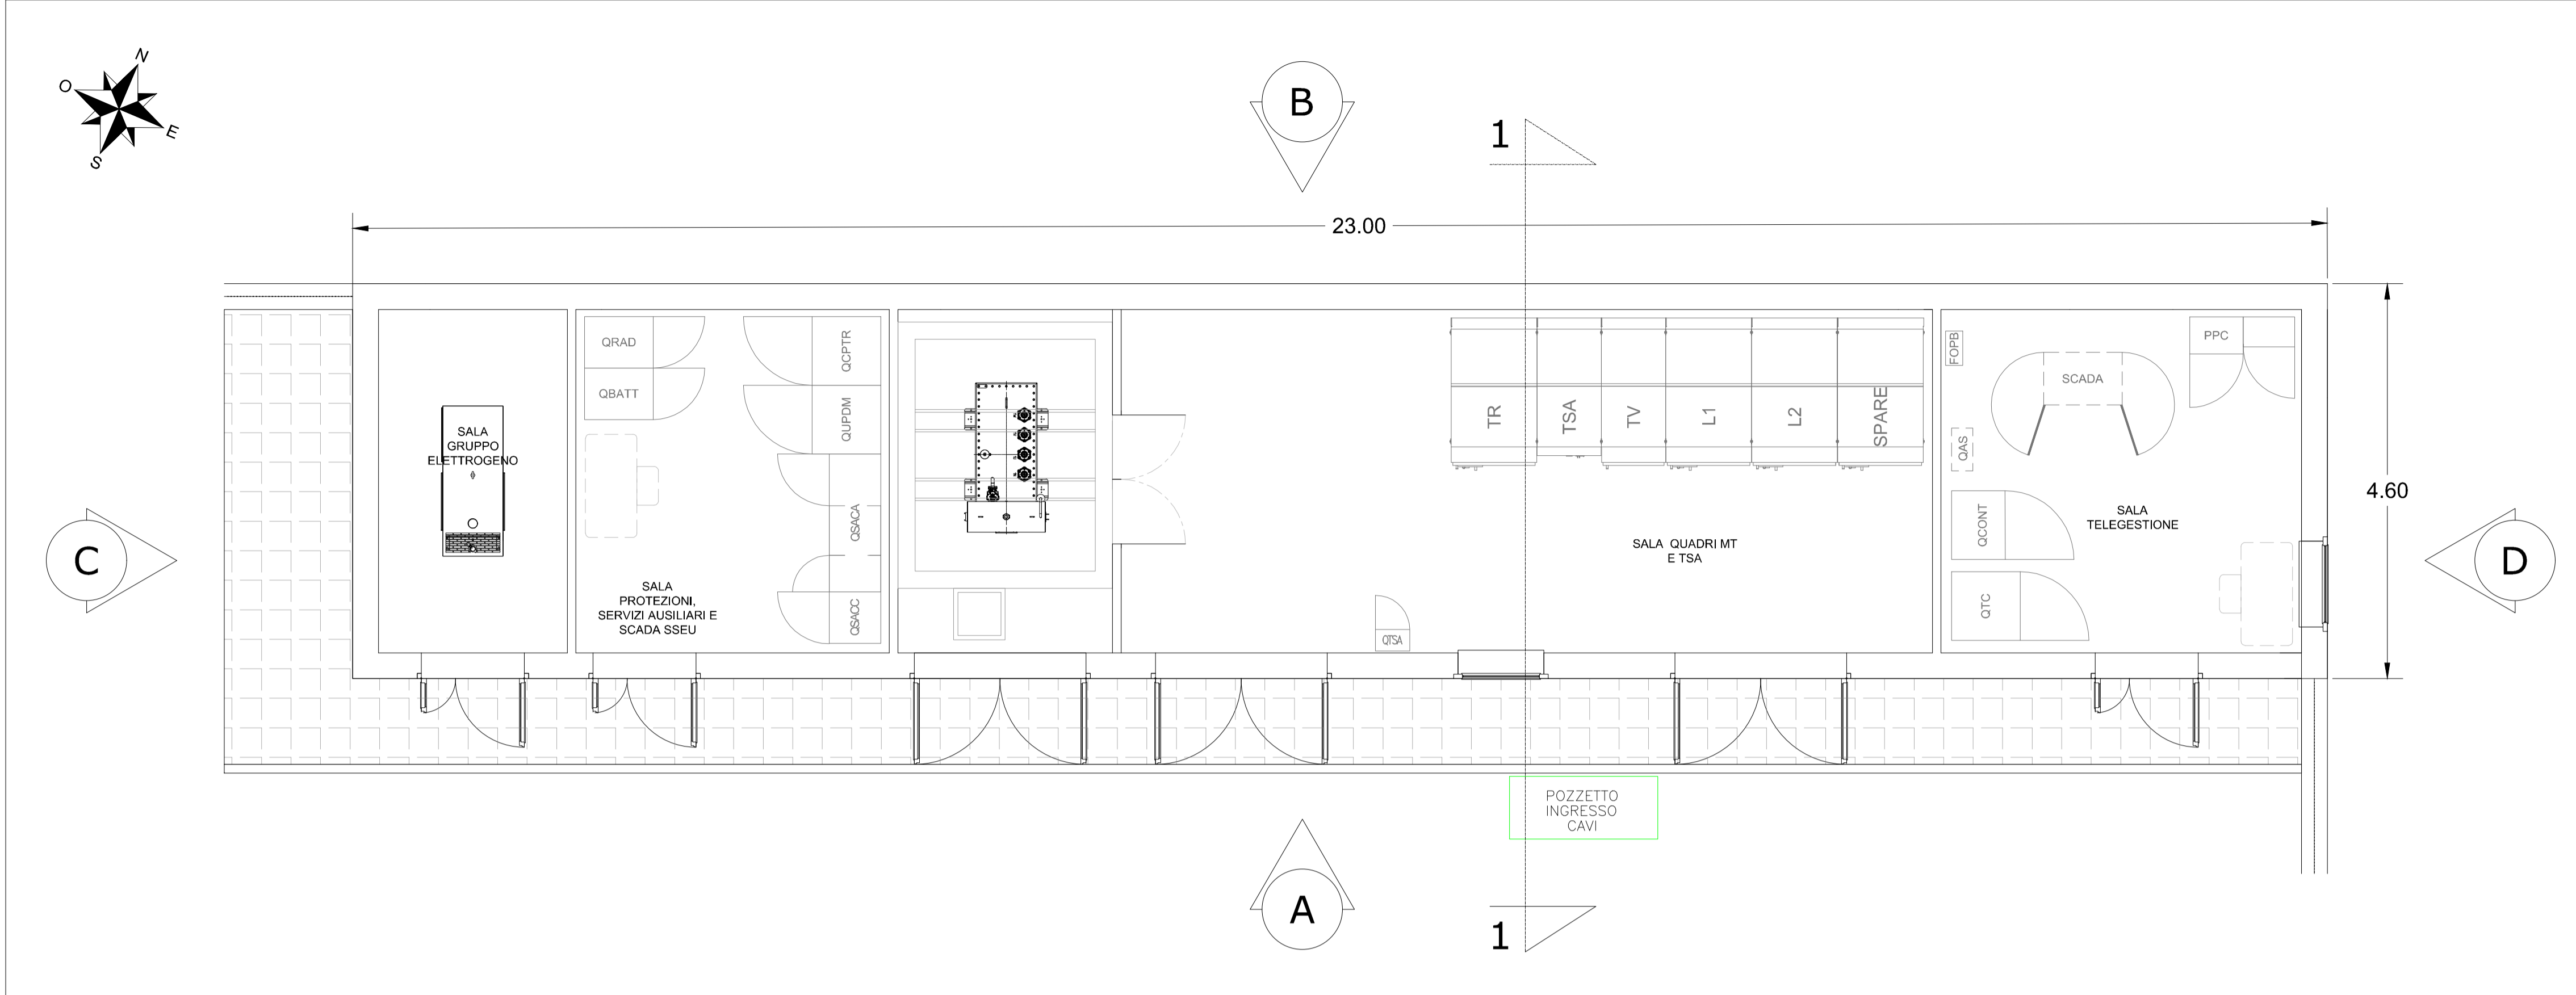 N
O
E
S
B
1
23.00
QRAD
QCPTR
QBATT
QUPDM
SALA
GRUPPO
ELETTROGENO
QSACA
QSACC
SALA
PROTEZIONI,
SERVIZI AUSILIARI E
SCADA SSEU
TR
TSA
TV
L1
L2
SPARE
QTSA
SALA QUADRI MT
E TSA
FOPB
SCADA
PPC
QAS
QCONT
QTC
SALA
TELEGESTIONE
4.60
C
D
POZZETTO
INGRESSO
CAVI
A
1